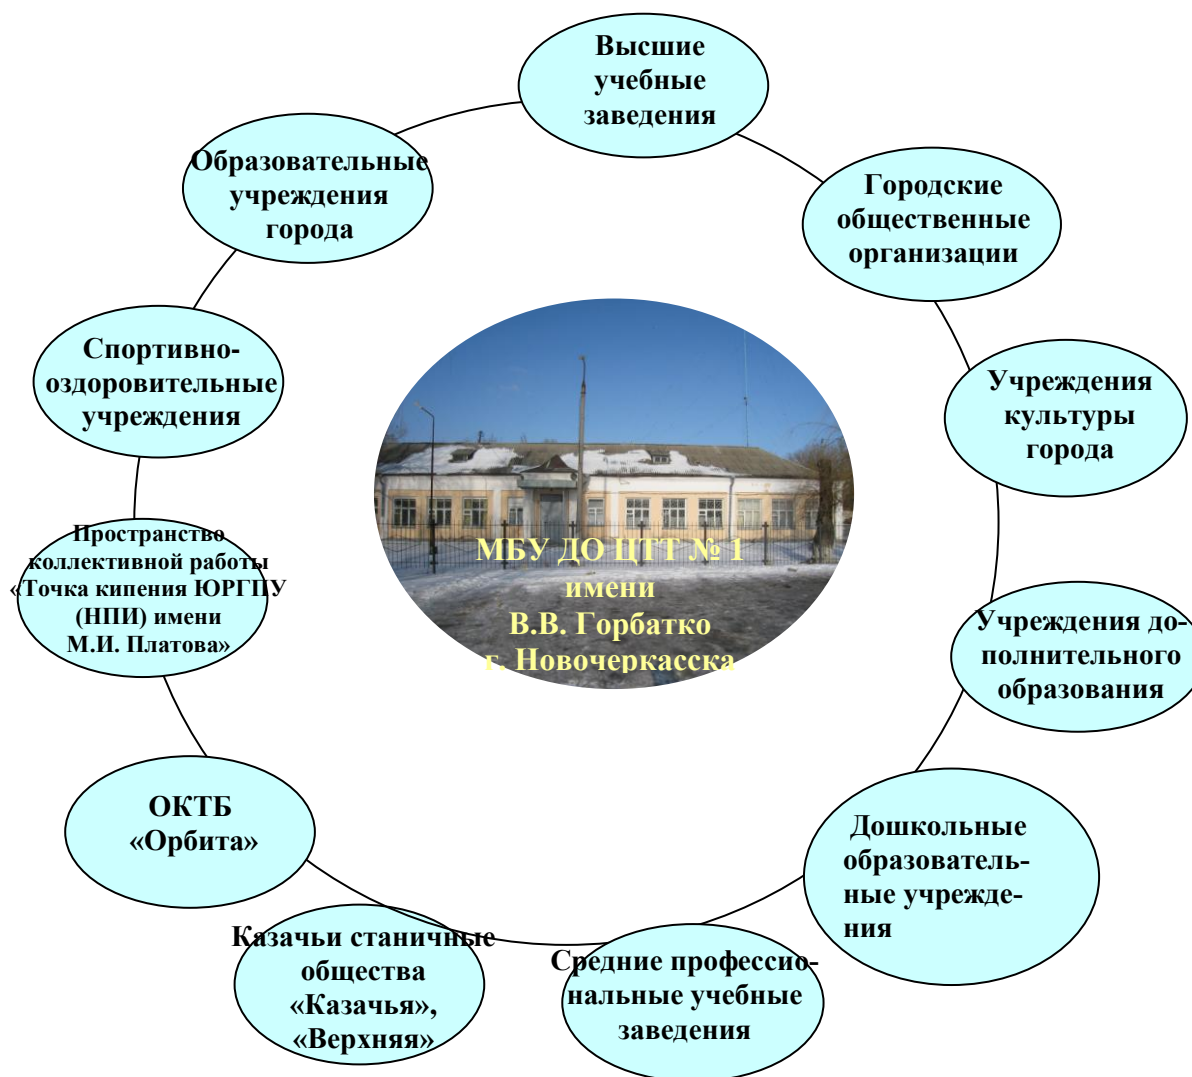 Высшие
учебные
заведения
Образовательные
учреждения
города
Городские
общественные
организации
Спортивно-
оздоровительные
учреждения
Учреждения
культуры
города
Пространство
коллективной работы
«Точка кипения ЮРГПУ
(НПИ) имени
М.И. Платова»
МБУ ДО ЦТТ № 1
имени
В.В. Горбатко
г. Новочеркасска
Учреждения до-
полнительного
образования
ОКТБ
«Орбита»
Дошкольные
образователь-
ные учрежде-
ния
Казачьи станичные
общества
«Казачья»,
«Верхняя»
Средние профессио-
нальные учебные
заведения